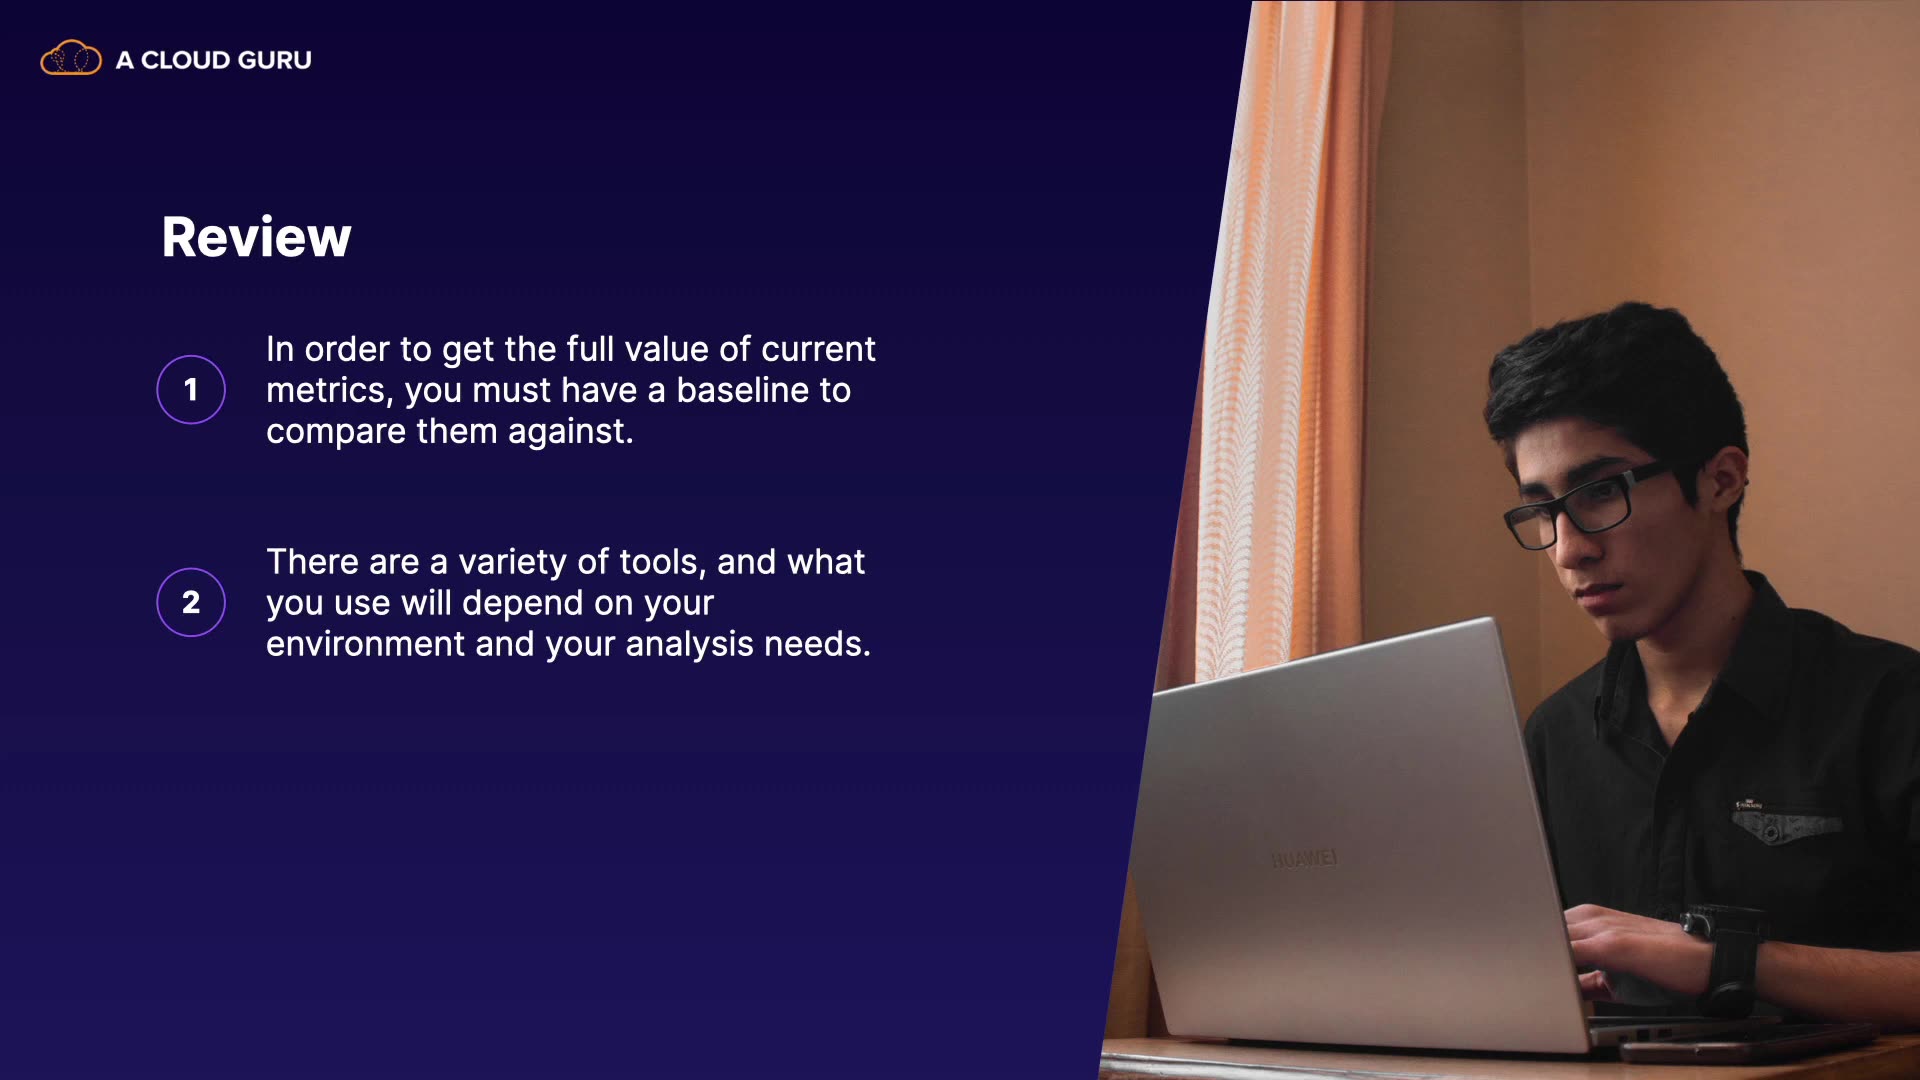 A CLOUD GURU
Review
1
In order to get the full value of current
metrics, you must have a baseline to
compare them against.
2
There are a variety of tools, and what
you use will depend on your
environment and your analysis needs.
HUAWEI